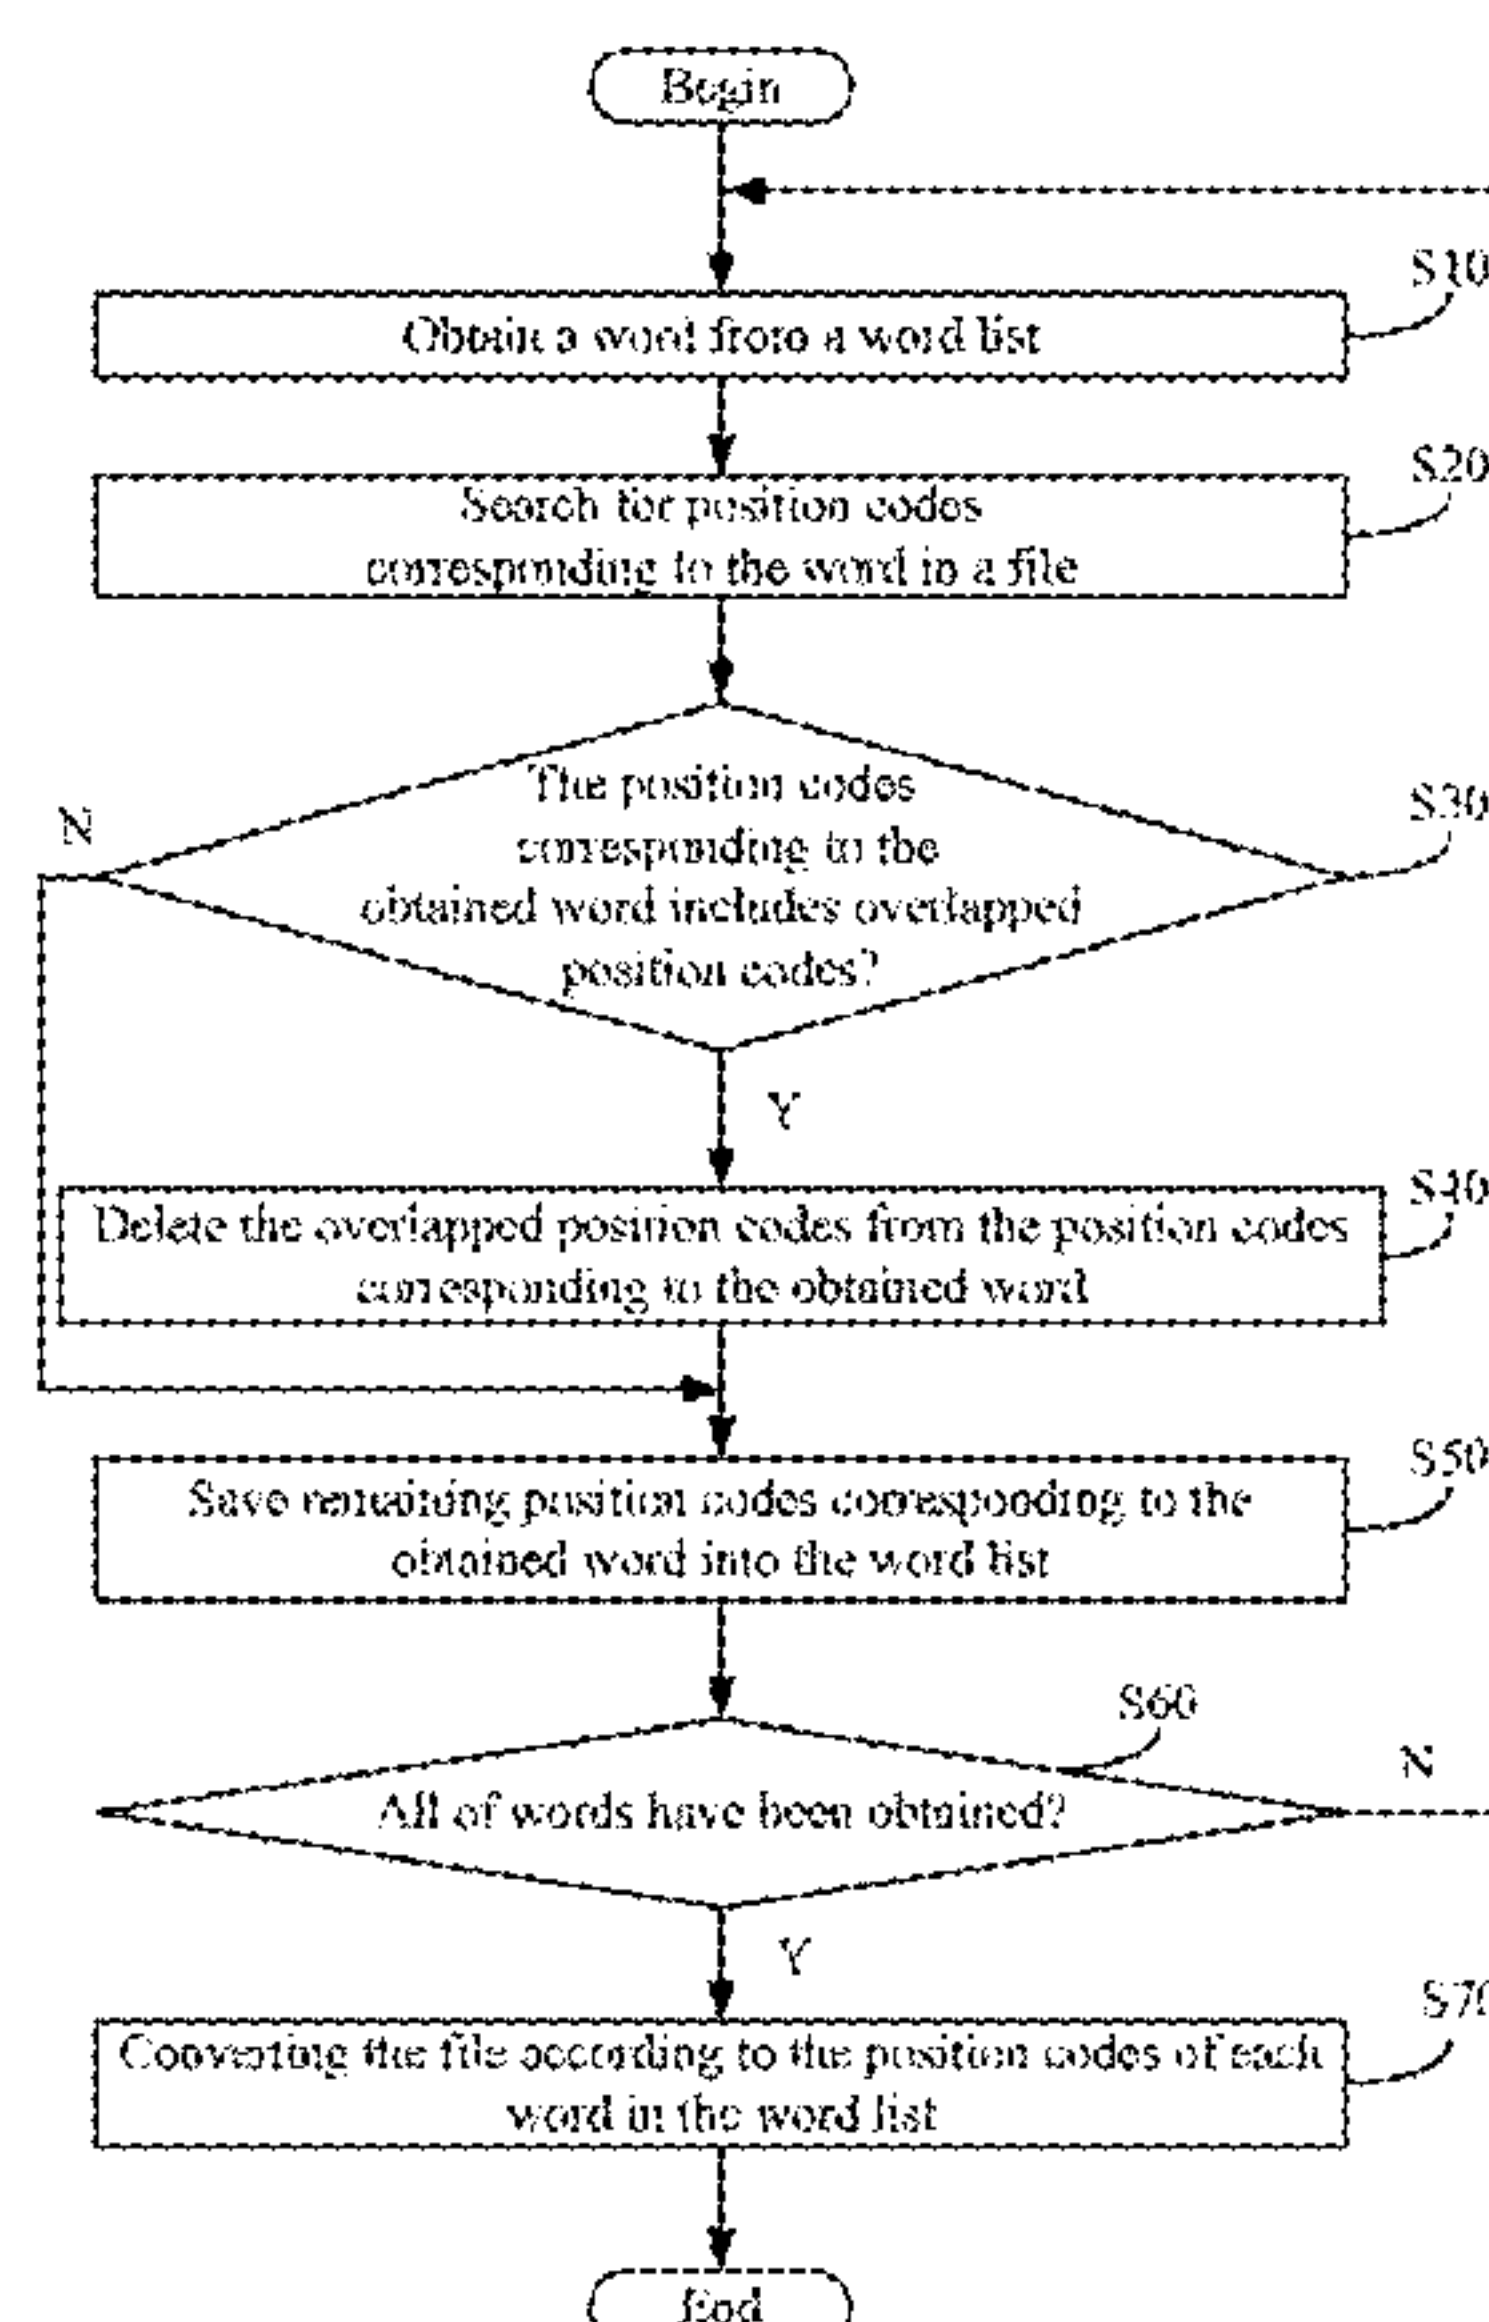 Begin
S10
Obtain a word from a word list
S20
Search for position codes
corresponding to the word in a file
The position codes
N
S30
corresponding to the
obtained word includes overlapped
position codes?
Y
S40
Delete the overlapped position codes from the position codes
corresponding to the obtained word
S50
Save remaining position codes corresponding to the
obtained word into the word list
S60
N
All of words have been obtained?
Y
S70
Converting the file according to the position codes of each
word in the word list
End